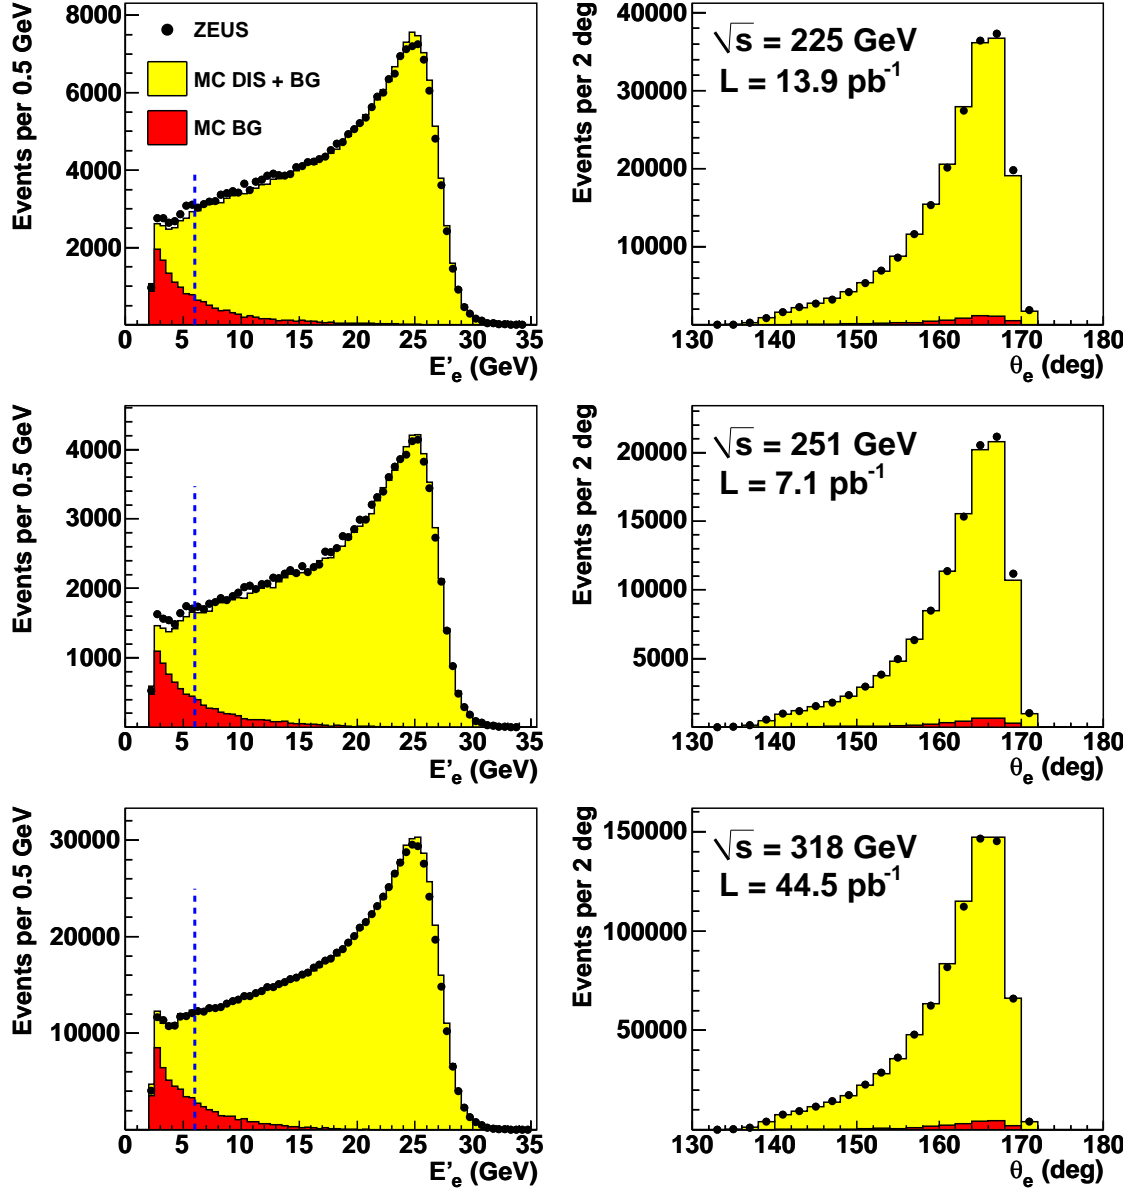 Events per 0.5 GeV
8000
6000
4000
2000
ZEUS
MC DIS + BG
MC BG
0 5 10 15 20 25 30 35
E'e (GeV)
Events per 2 deg
40000
30000
20000
10000
√s = 225 GeV
L = 13.9 pb-1
130 140 150 160 170 180
θe (deg)
Events per 0.5 GeV
4000
3000
2000
1000
0 5 10 15 20 25 30 35
E'e (GeV)
Events per 2 deg
20000
15000
10000
5000
√s = 251 GeV
L = 7.1 pb-1
130 140 150 160 170 180
θe (deg)
Events per 0.5 GeV
30000
20000
10000
0 5 10 15 20 25 30 35
E'e (GeV)
Events per 2 deg
150000
100000
50000
√s = 318 GeV
L = 44.5 pb-1
130 140 150 160 170 180
θe (deg)